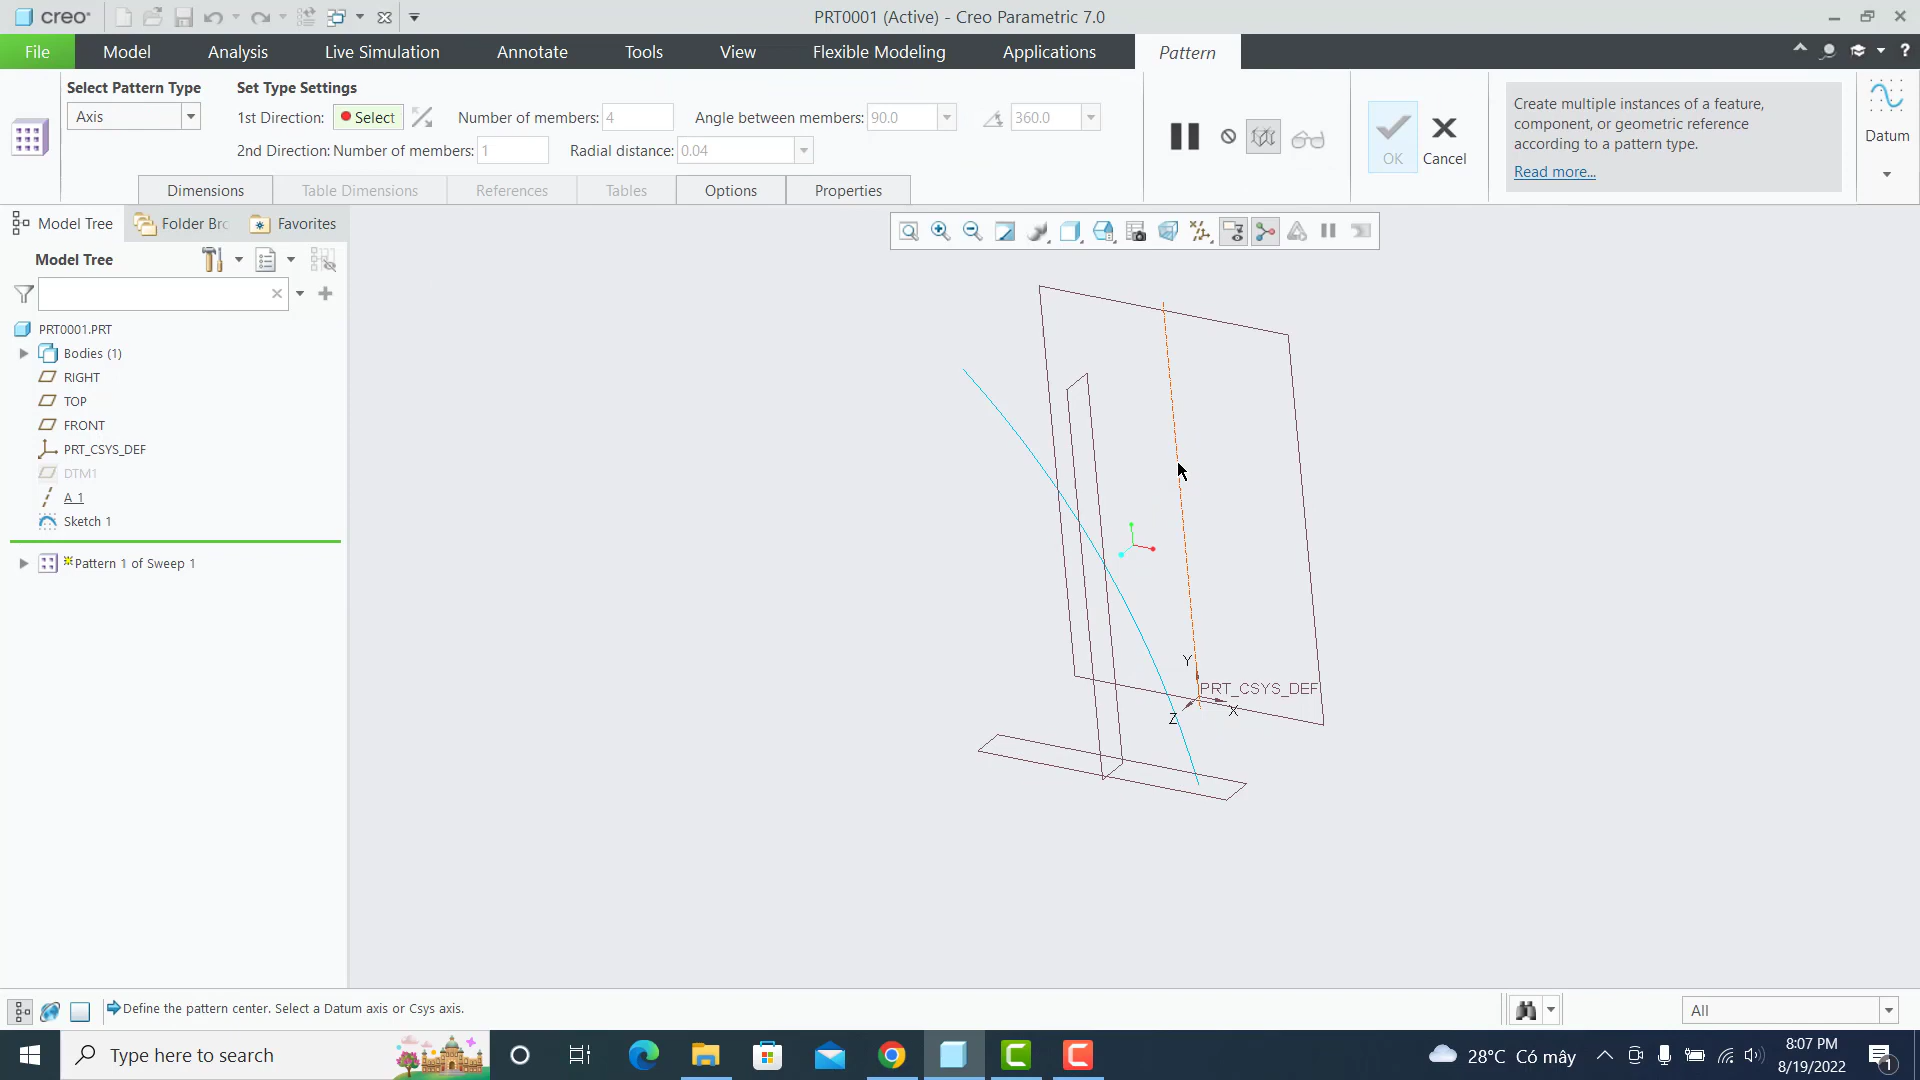 creo
PRT0001 (Active) - Creo Parametric 7.0
File Model Analysis Live Simulation Annotate Tools View Flexible Modeling Applications Pattern
Select Pattern Type
Axis
Set Type Settings
1st Direction: Select Number of members: 4 Angle between members: 90.0 360.0
2nd Direction: Number of members: 1 Radial distance: 0.04
OK Cancel
Create multiple instances of a feature,
component, or geometric reference
according to a pattern type.
Read more...
Datum
Dimensions Table Dimensions References Tables Options Properties
Model Tree Folder Brc Favorites
Model Tree
PRT0001.PRT
Bodies (1)
RIGHT
TOP
FRONT
PRT_CSYS_DEF
DTM1
A_1
Sketch 1
Pattern 1 of Sweep 1
Y
PRT_CSYS_DEF
X
Z
Define the pattern center. Select a Datum axis or Csys axis.
All
Type here to search
28°C Có mây
8:07 PM
8/19/2022
1